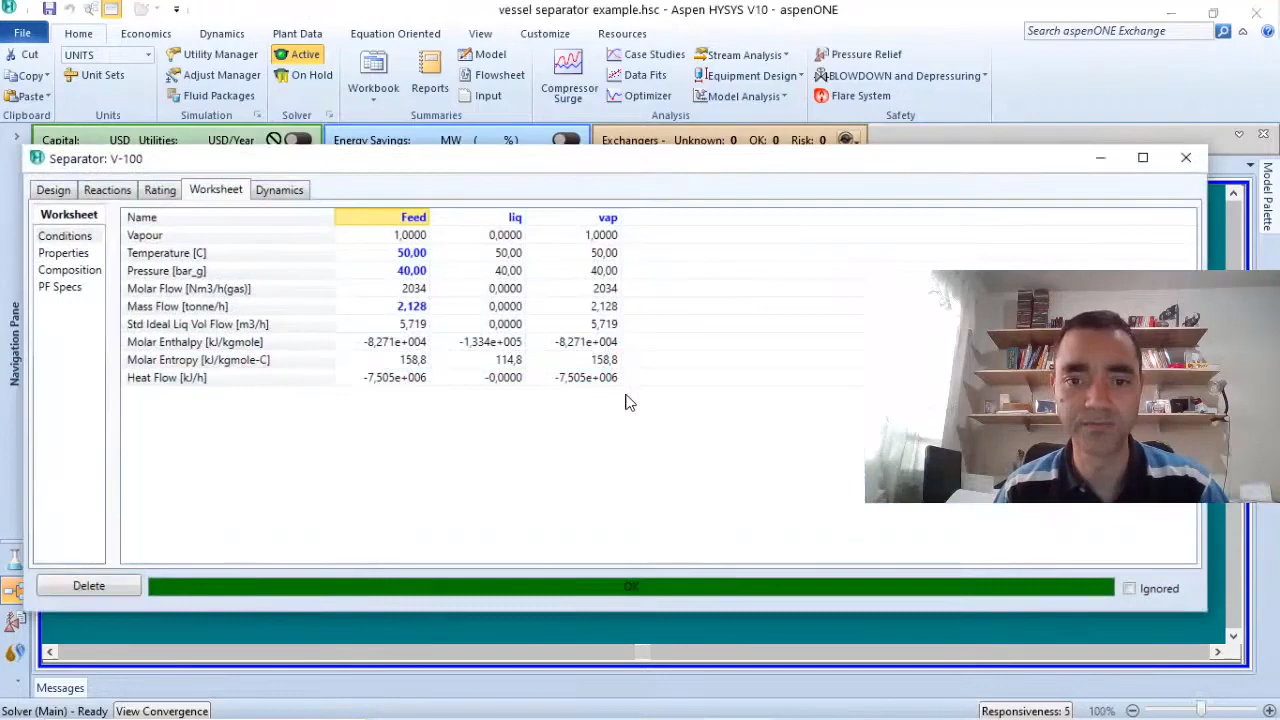 vessel separator example.hsc - Aspen HYSYS V10 - aspenONE
File Home Economics Dynamics Plant Data Equation Oriented View Customize Resources Search aspenONE Exchange
Cut UNITS Utility Manager Active Model Case Studies Stream Analysis Pressure Relief
Copy Unit Sets Adjust Manager On Hold Workbook Reports Flowsheet Compressor Surge Data Fits Equipment Design BLOWDOWN and Depressuring
Paste Fluid Packages Input Optimizer Model Analysis Flare System
Clipboard Units Simulation Solver Summaries Analysis Safety
Capital: USD Utilities: USD/Year Energy Savings: MW ( %) Exchangers - Unknown: 0 OK: 0 Risk: 0
Separator: V-100
Design Reactions Rating Worksheet Dynamics
Worksheet
Conditions
Properties
Composition
PF Specs
Name Feed liq vap
Vapour 1,0000 0,0000 1,0000
Temperature [C] 50,00 50,00 50,00
Pressure [bar_g] 40,00 40,00 40,00
Molar Flow [Nm3/h(gas)] 2034 0,0000 2034
Mass Flow [tonne/h] 2,128 0,0000 2,128
Std Ideal Liq Vol Flow [m3/h] 5,719 0,0000 5,719
Molar Enthalpy [kJ/kgmole] -8,271e+004 -1,334e+005 -8,271e+004
Molar Entropy [kJ/kgmole-C] 158,8 114,8 158,8
Heat Flow [kJ/h] -7,505e+006 -0,0000 -7,505e+006
Delete OK Ignored
Navigation Pane
Model Palette
Messages
Solver (Main) - Ready View Convergence Responsiveness: 5 100%